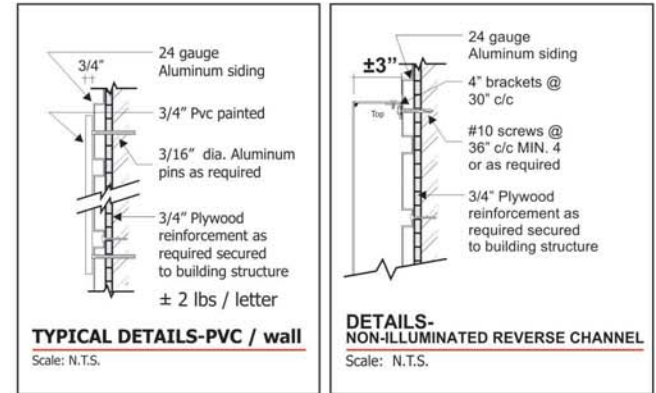 3/4"
24 gauge
Aluminum siding
3/4" Pvc painted
3/16" dia. Aluminum
pins as required
3/4" Plywood
reinforcement as
required secured
to building structure
± 2 lbs / letter
TYPICAL DETAILS-PVC / wall
Scale: N.T.S.
±3"
Top
24 gauge
Aluminum siding
4" brackets @
30" c/c
#10 screws @
36" c/c MIN. 4
or as required
3/4" Plywood
reinforcement as
required secured
to building structure
DETAILS-
NON-ILLUMINATED REVERSE CHANNEL
Scale: N.T.S.